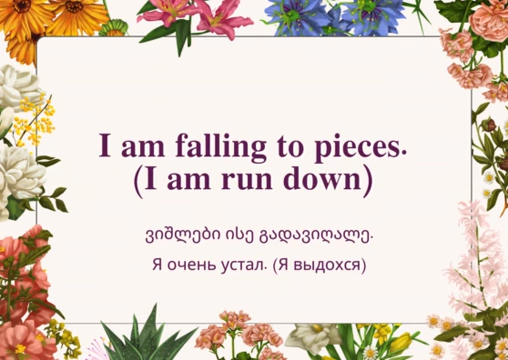 I am falling to pieces.
(I am run down)
ვიშლები ისე გადავიღალე.
Я очень устал. (Я выдохся)